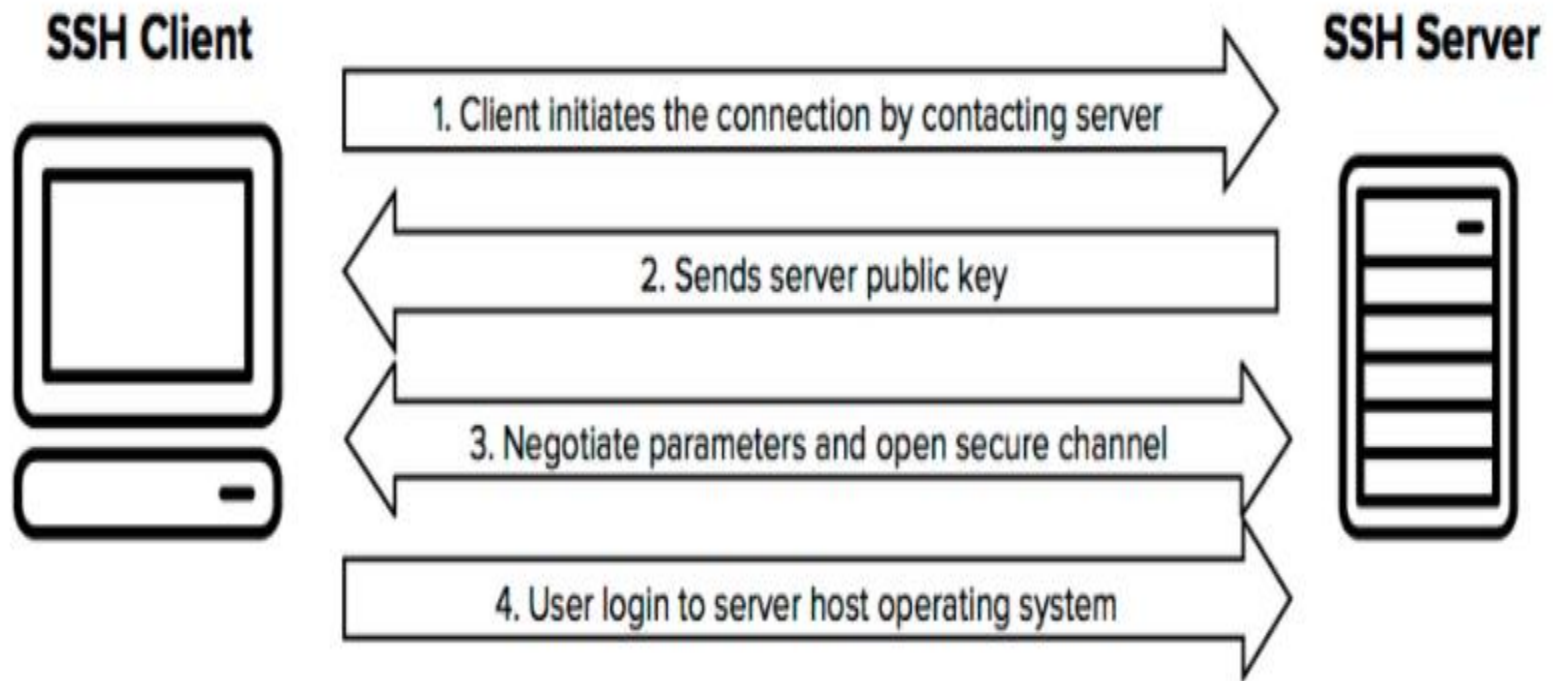 SSH Client
SSH Server
1. Client initiates the connection by contacting server
2. Sends server public key
3. Negotiate parameters and open secure channel
4. User login to server host operating system